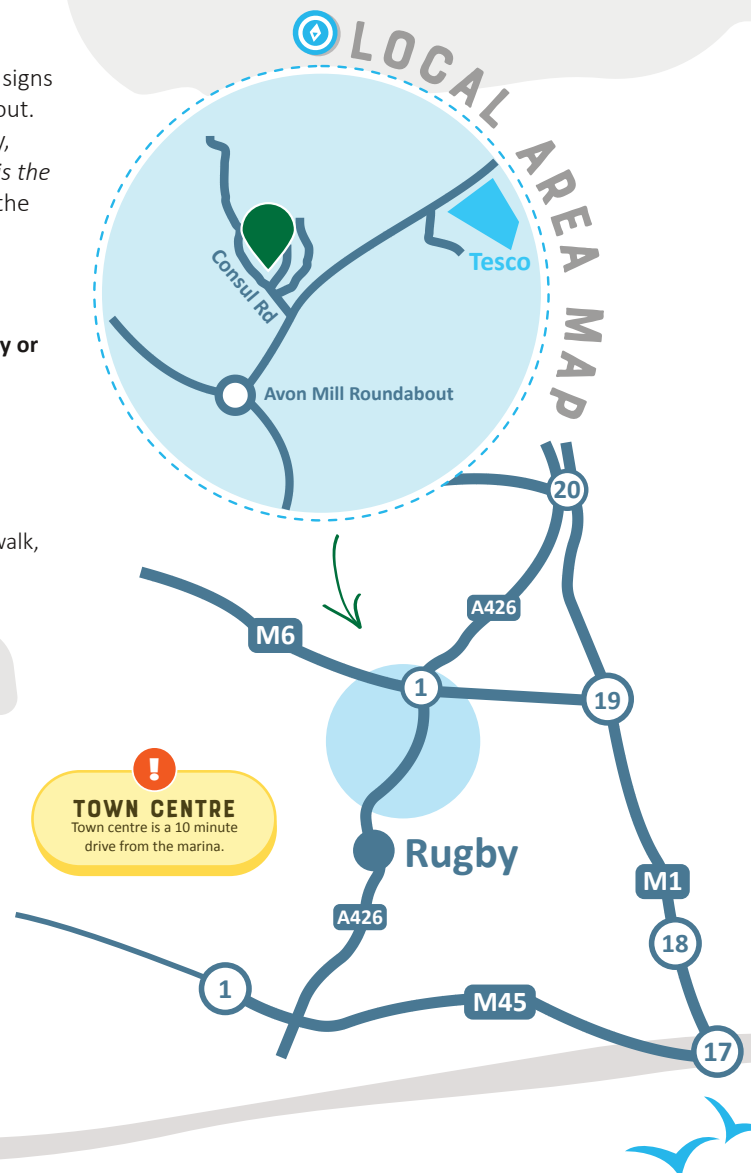 LOCAL AREA MAP
signs
out.
y,
is the
the
y or
walk,
Consul Rd
Tesco
Avon Mill Roundabout
20
A426
M6
1
19
TOWN CENTRE
Town centre is a 10 minute
drive from the marina.
Rugby
M1
A426
18
1
M45
17